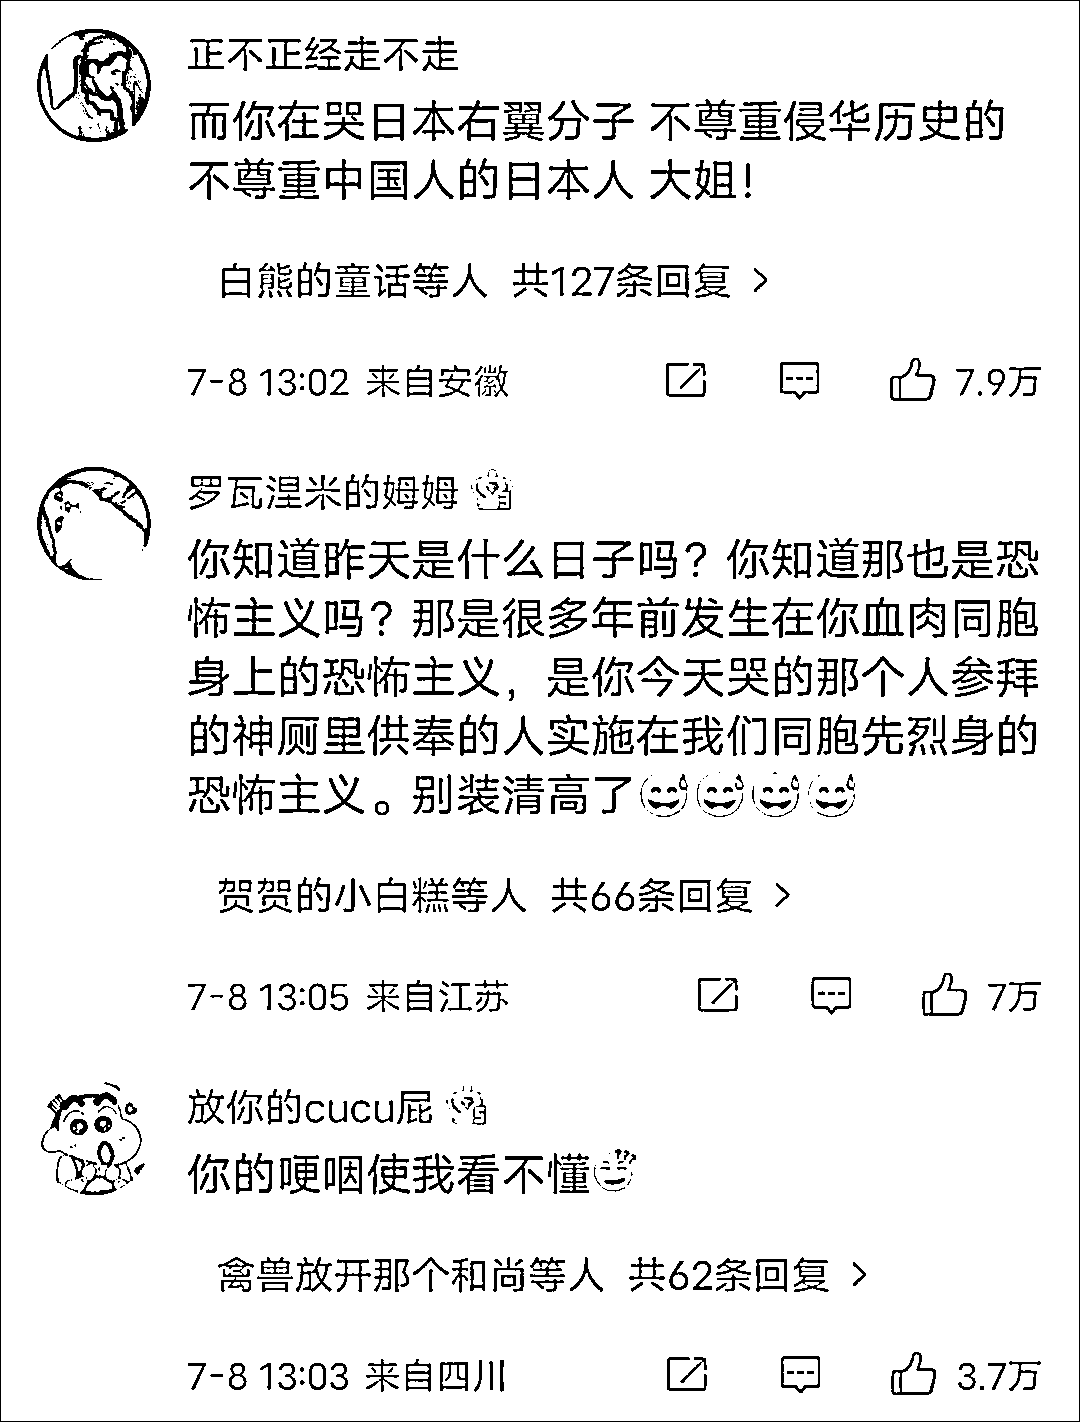 正不正经走不走
而你在哭日本右翼分子 不尊重侵华历史的
不尊重中国人的日本人 大姐！
白熊的童话等人 共127条回复 >
7-8 13:02 来自安徽 7.9万
罗瓦涅米的姆姆
你知道昨天是什么日子吗？你知道那也是恐
怖主义吗？那是很多年前发生在你血肉同胞
身上的恐怖主义，是你今天哭的那个人参拜
的神厕里供奉的人实施在我们同胞先烈身的
恐怖主义。别装清高了😅😅😅😅
贺贺的小白糕等人 共66条回复 >
7-8 13:05 来自江苏 7万
放你的cucu屁
你的哽咽使我看不懂
禽兽放开那个和尚等人 共62条回复 >
7-8 13:03 来自四川 3.7万